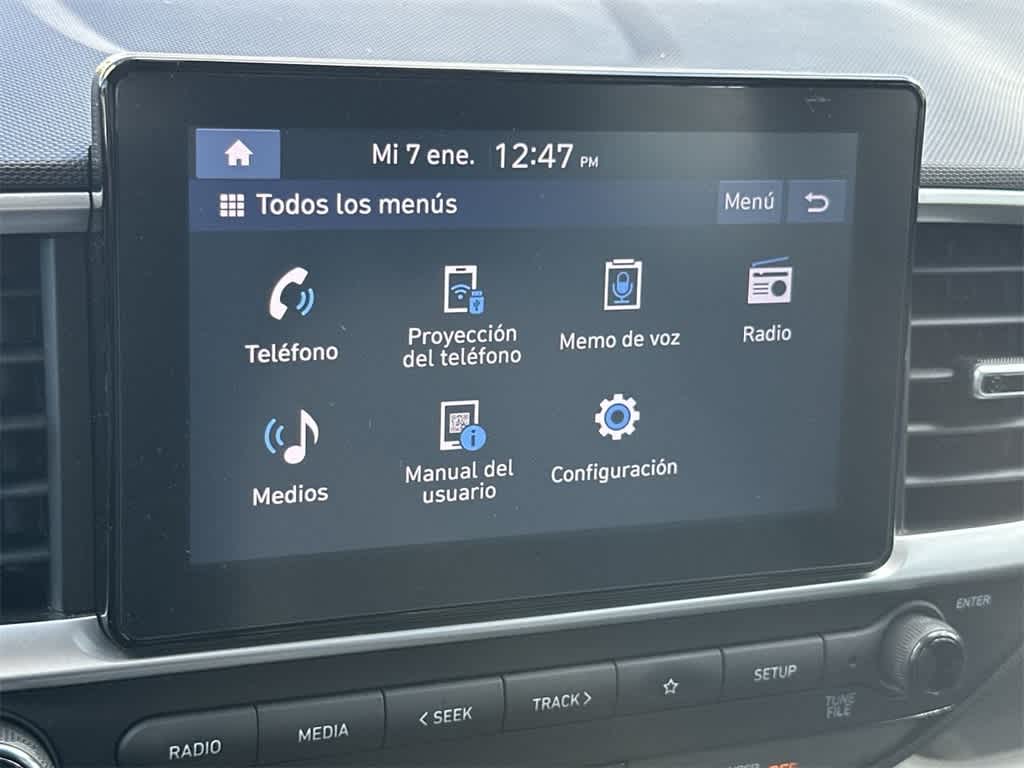 Mi 7 ene. 12:47 PM
Todos los menús
Menú
Teléfono
Proyección
del teléfono
Memo de voz
Radio
Medios
Manual del
usuario
Configuración
ENTER
RADIO
MEDIA
< SEEK
TRACK >
☆
SETUP
TUNE
FILE